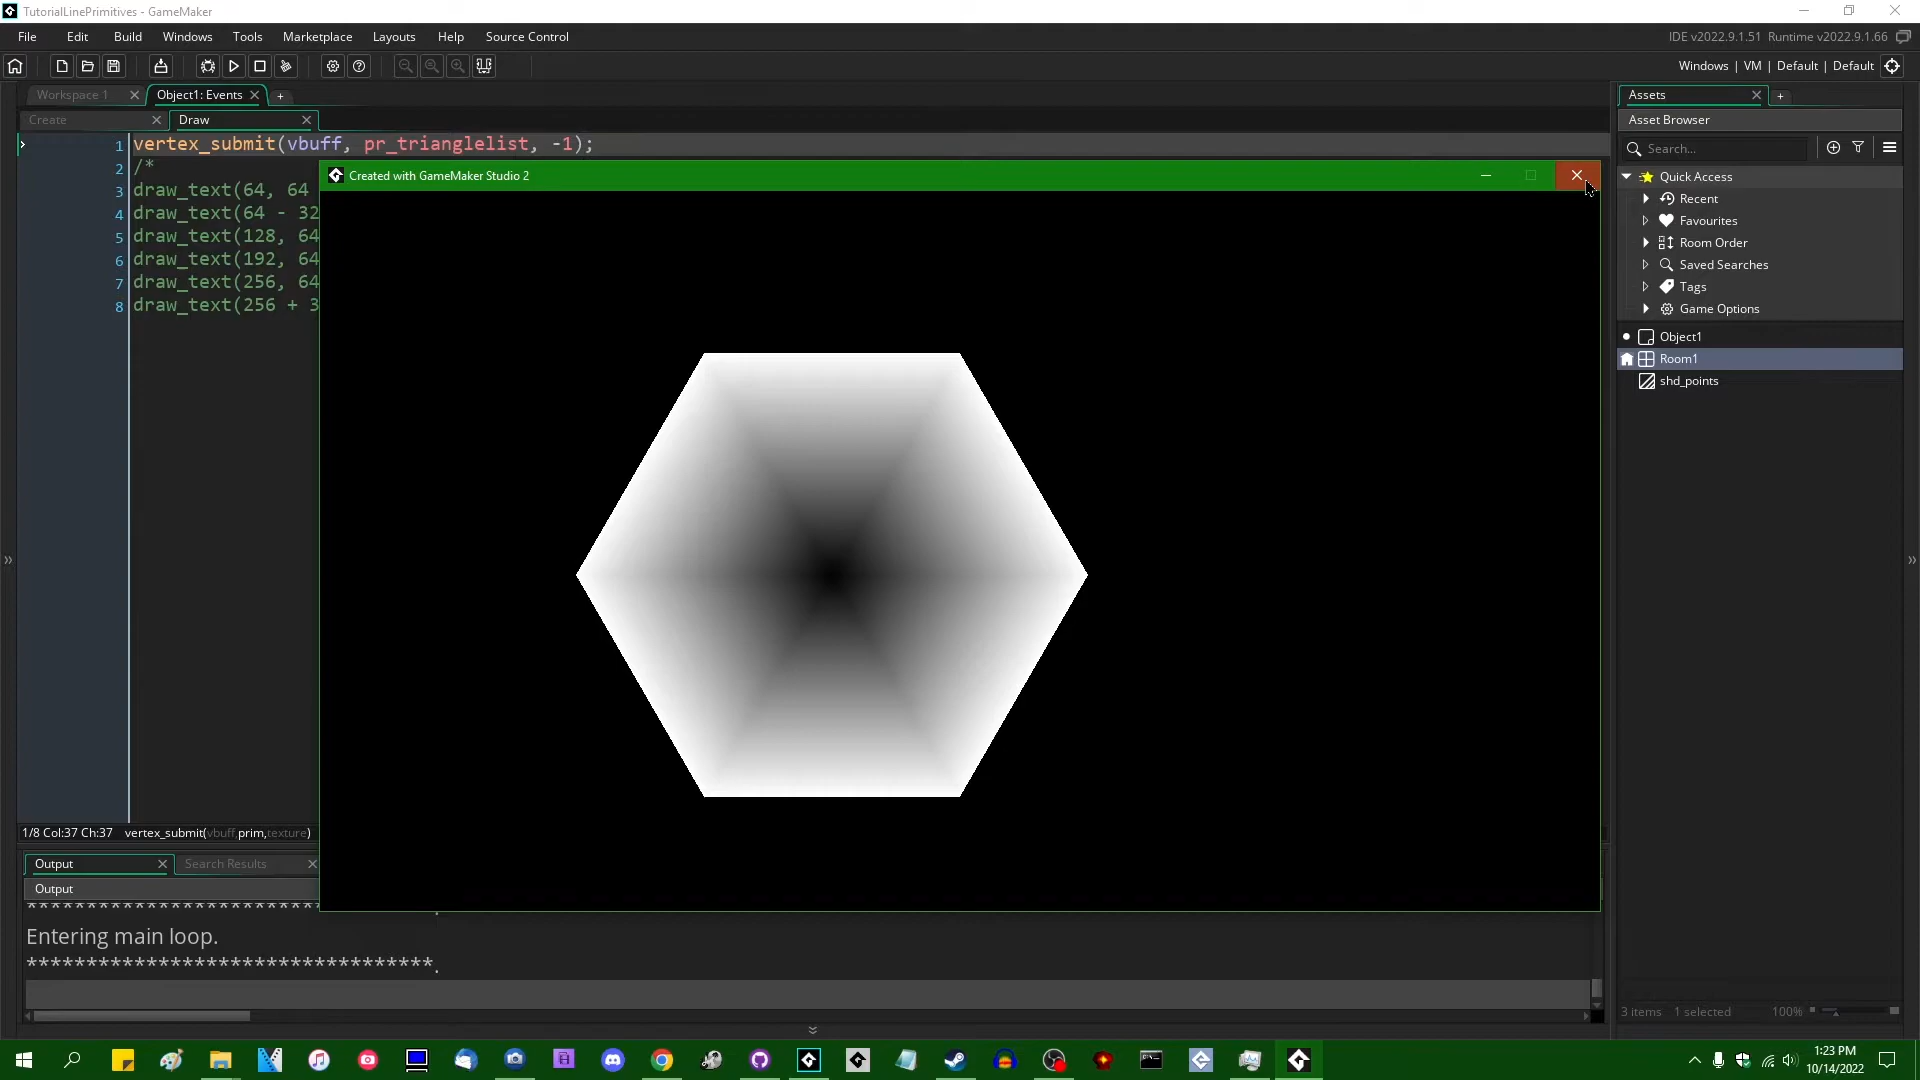 TutorialLinePrimitives - GameMaker
File Edit Build Windows Tools Marketplace Layouts Help Source Control
IDE v2022.9.1.51 Runtime v2022.9.1.66
Windows | VM | Default | Default
Workspace 1
Object1: Events
Create
Draw
1 vertex_submit(vbuff, pr_trianglelist, -1);
2 /*
3 draw_text(64, 64
4 draw_text(64 - 32
5 draw_text(128, 64
6 draw_text(192, 64
7 draw_text(256, 64
8 draw_text(256 + 3
Created with GameMaker Studio 2
1/8 Col:37 Ch:37 vertex_submit(vbuff,prim,texture)
Output
Search Results
Output
**********************************.
Entering main loop.
**********************************.
Assets
Asset Browser
Search...
Quick Access
Recent
Favourites
Room Order
Saved Searches
Tags
Game Options
Object1
Room1
shd_points
3 items 1 selected 100%
1:23 PM
10/14/2022